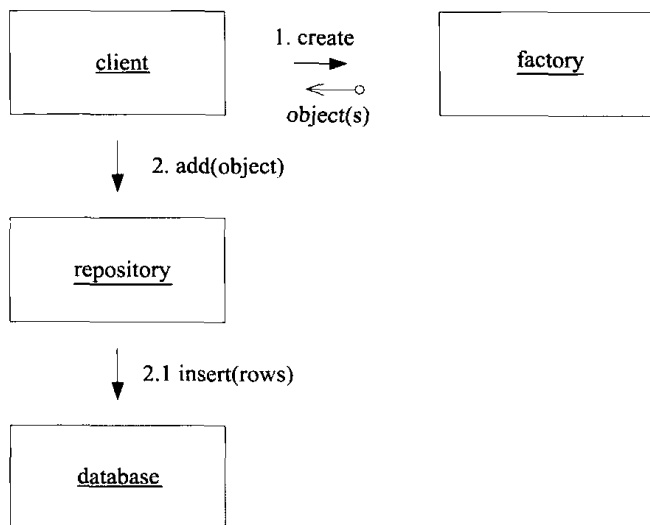 client
1. create
factory
object(s)
2. add(object)
repository
2.1 insert(rows)
database